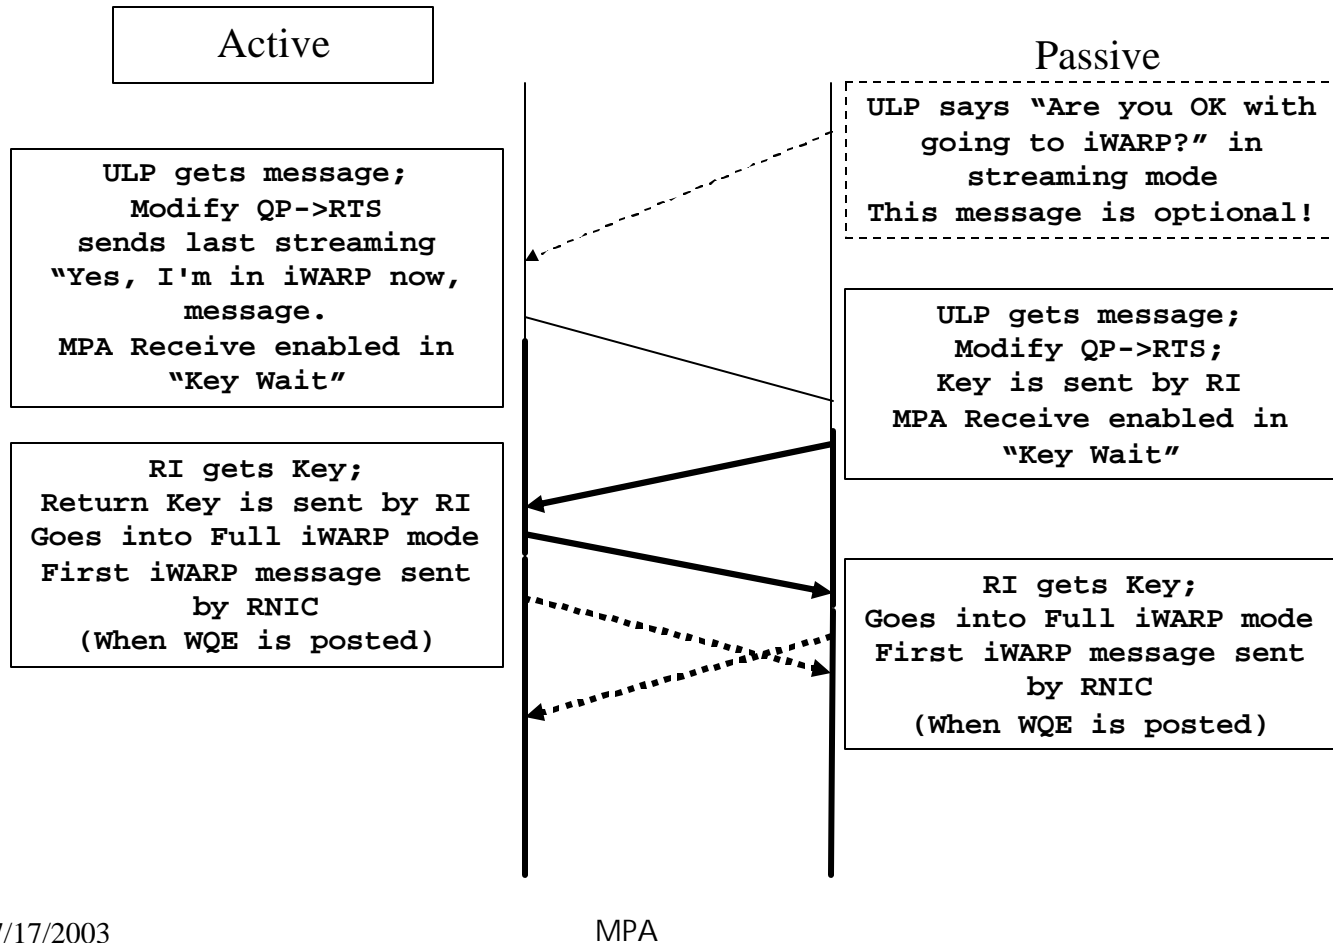 Active
Passive
ULP says “Are you OK with
going to iWARP?” in
streaming mode
This message is optional!
ULP gets message;
Modify QP->RTS
sends last streaming
“Yes, I'm in iWARP now,
message.
MPA Receive enabled in
“Key Wait”
ULP gets message;
Modify QP->RTS;
Key is sent by RI
MPA Receive enabled in
“Key Wait”
RI gets Key;
Return Key is sent by RI
Goes into Full iWARP mode
First iWARP message sent
by RNIC
(When WQE is posted)
RI gets Key;
Goes into Full iWARP mode
First iWARP message sent
by RNIC
(When WQE is posted)
7/17/2003
MPA